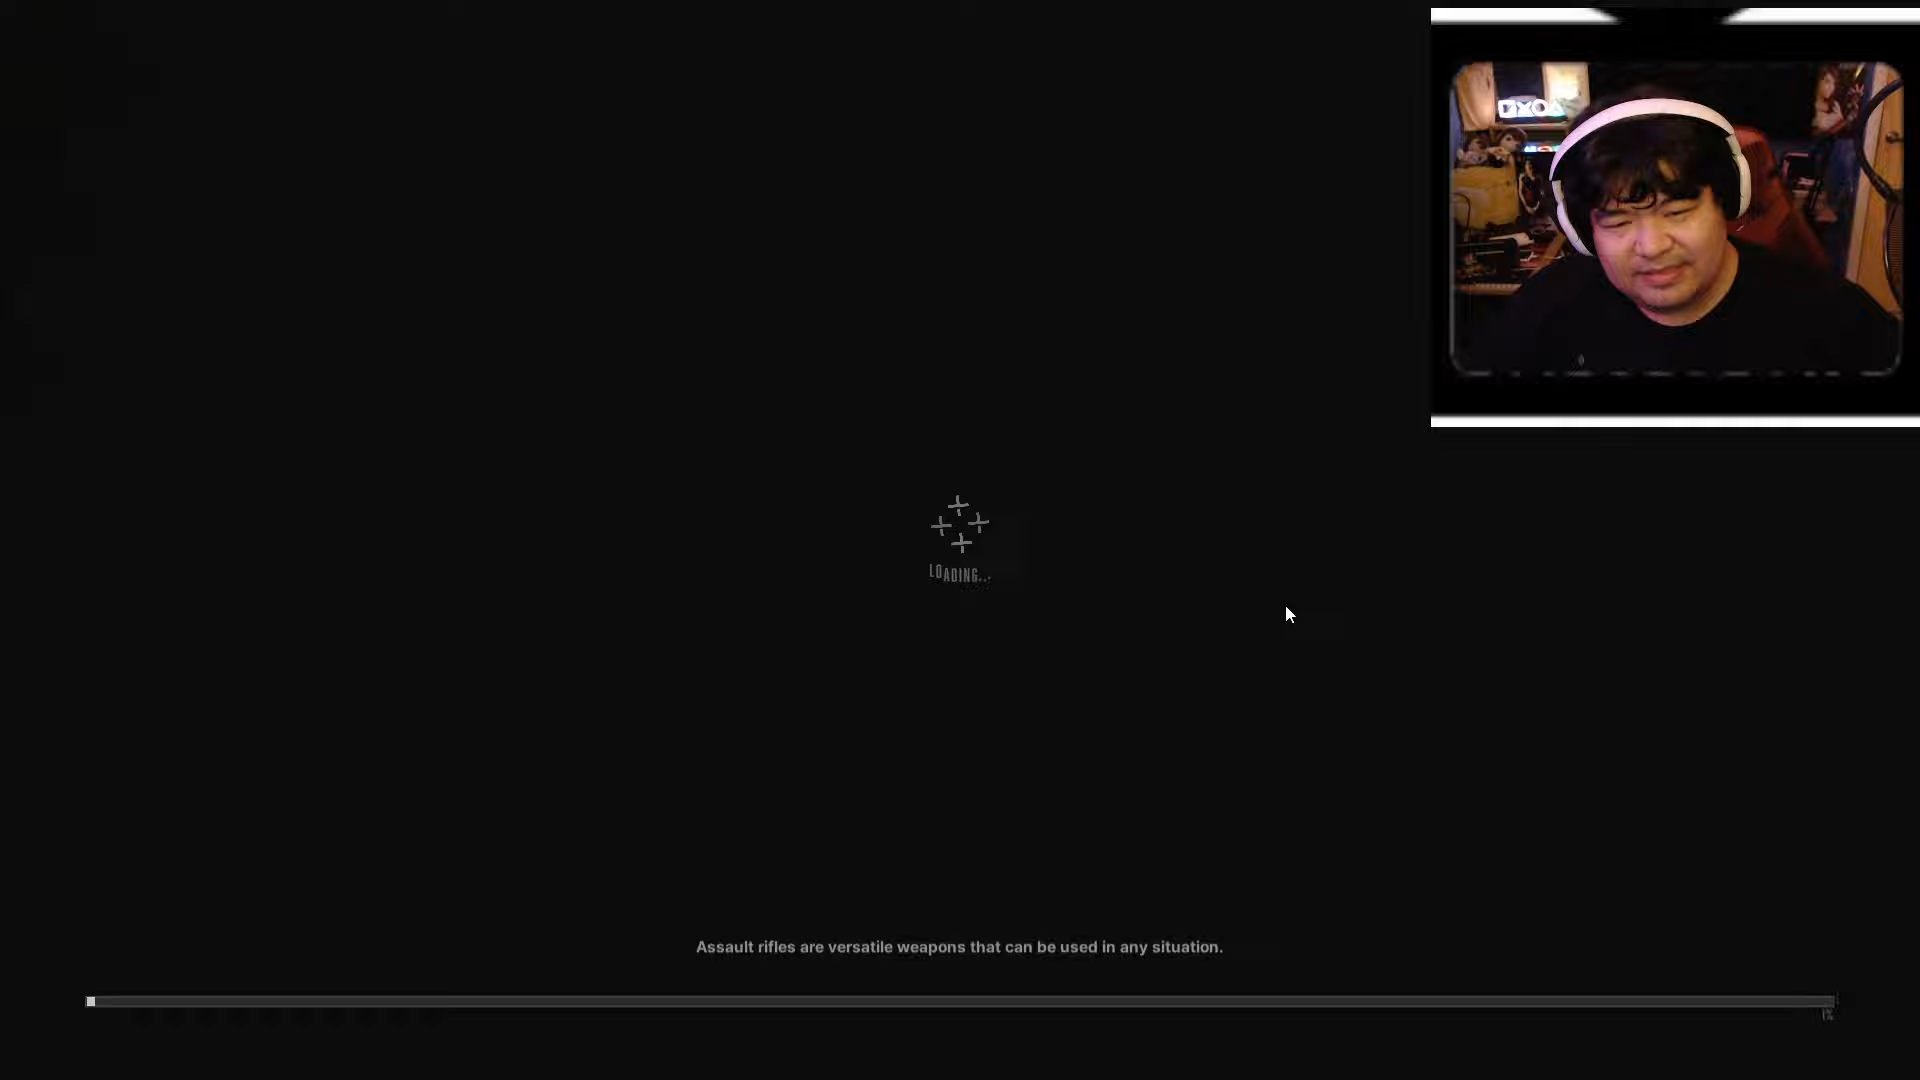 LOADING...
Assault rifles are versatile weapons that can be used in any situation.
1%